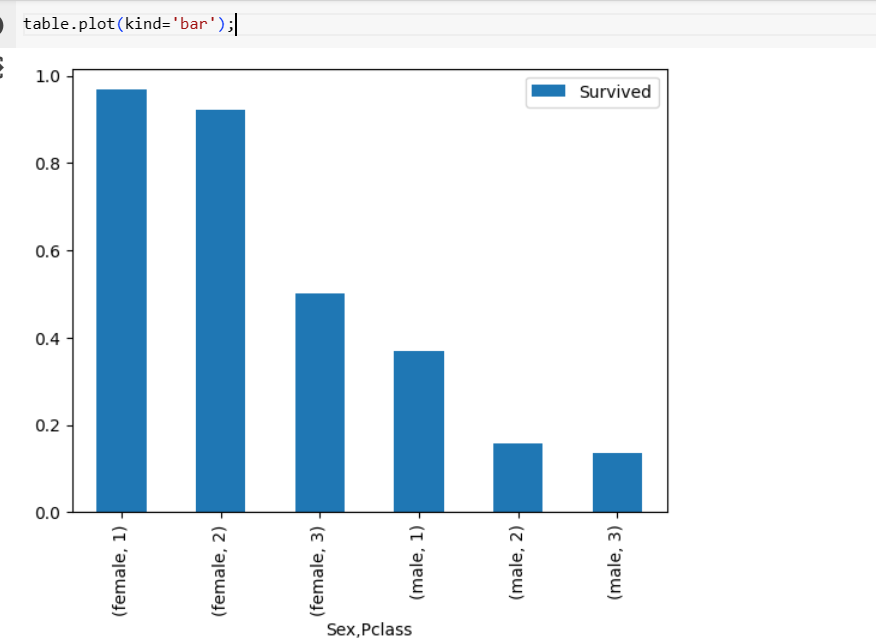 table.plot(kind='bar');
1.0
Survived
0.8
0.6
0.4
0.2
0.0
(female, 1)
(female, 2)
(female, 3)
(male, 1)
(male, 2)
(male, 3)
Sex,Pclass